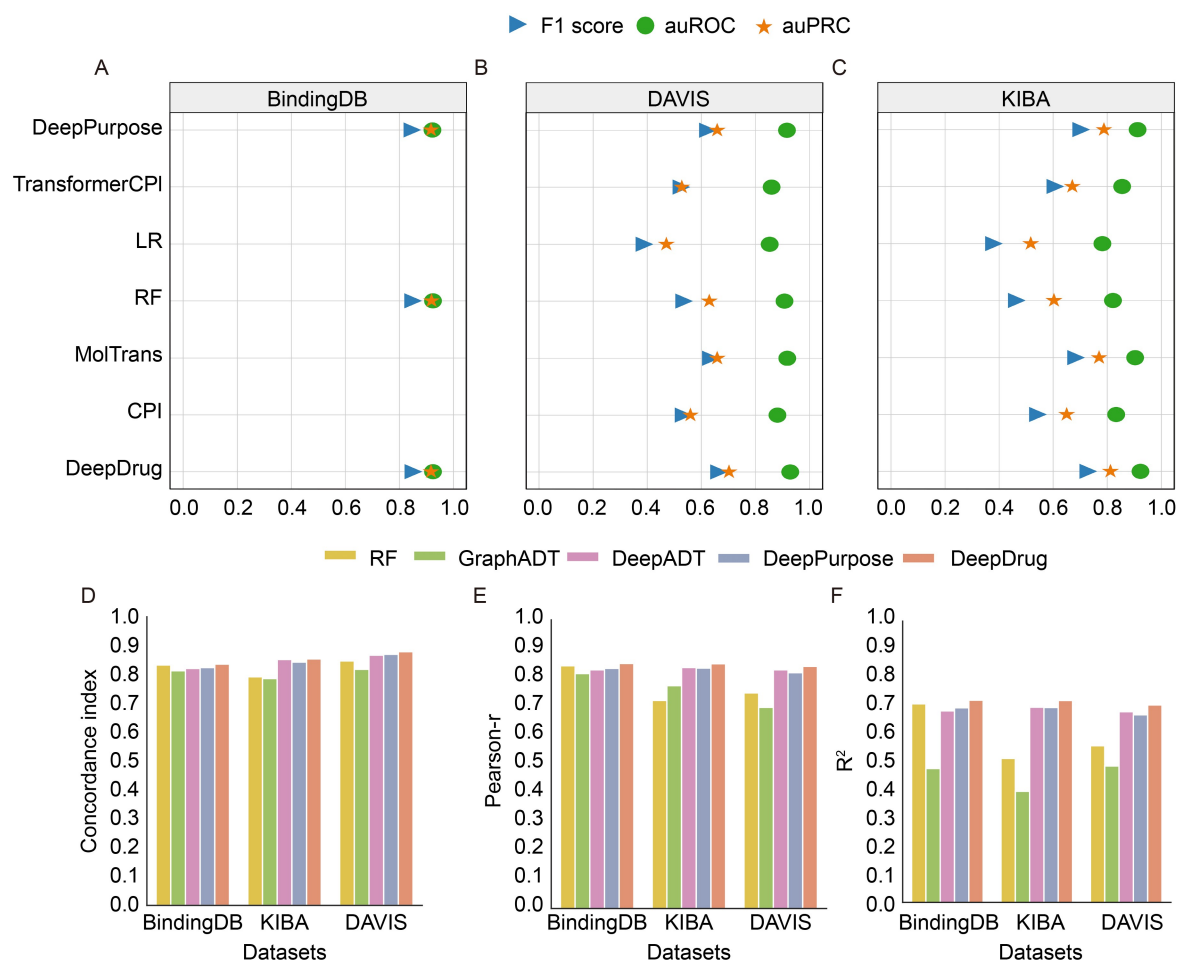 F1 score auROC auPRC
A B C
BindingDB DAVIS KIBA
DeepPurpose
TransformerCPI
LR
RF
MolTrans
CPI
DeepDrug
0.0 0.2 0.4 0.6 0.8 1.0 0.0 0.2 0.4 0.6 0.8 1.0 0.0 0.2 0.4 0.6 0.8 1.0
RF GraphADT DeepADT DeepPurpose DeepDrug
D E F
Concordance index
1.0
0.9
0.8
0.7
0.6
0.5
0.4
0.3
0.2
0.1
0.0
BindingDB KIBA DAVIS
Datasets
Pearson-r
1.0
0.9
0.8
0.7
0.6
0.5
0.4
0.3
0.2
0.1
0.0
BindingDB KIBA DAVIS
Datasets
R²
1.0
0.9
0.8
0.7
0.6
0.5
0.4
0.3
0.2
0.1
0.0
BindingDB KIBA DAVIS
Datasets